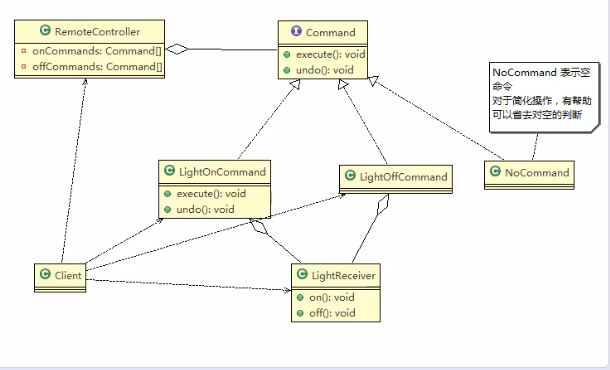 RemoteController
onCommands: Command[]
offCommands: Command[]
Command
execute(): void
undo(): void
NoCommand 表示空
命令
对于简化操作，有帮助
可以省去对空的判断
LightOnCommand
execute(): void
undo(): void
LightOffCommand
NoCommand
Client
LightReceiver
on(): void
off(): void